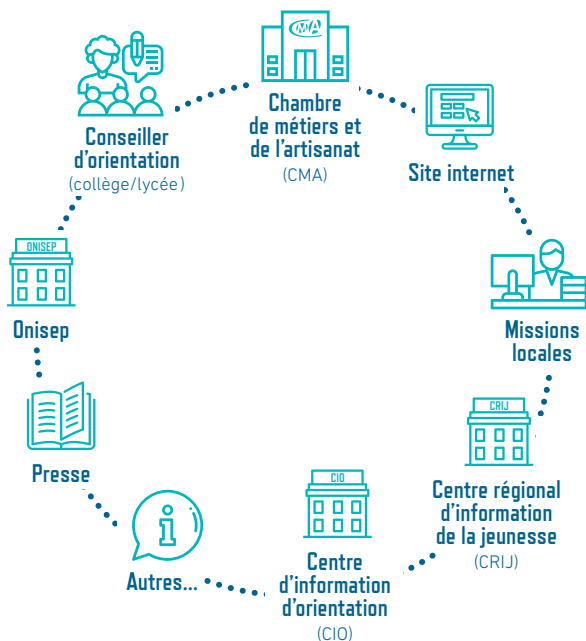 CMA
Chambre
de métiers et
de l'artisanat
(CMA)
Site internet
Missions
locales
CRIJ
Centre régional
d'information
de la jeunesse
(CRIJ)
CIO
Centre
d'information
d'orientation
(CIO)
Autres...
Presse
ONISEP
Onisep
Conseiller
d'orientation
(collège/lycée)